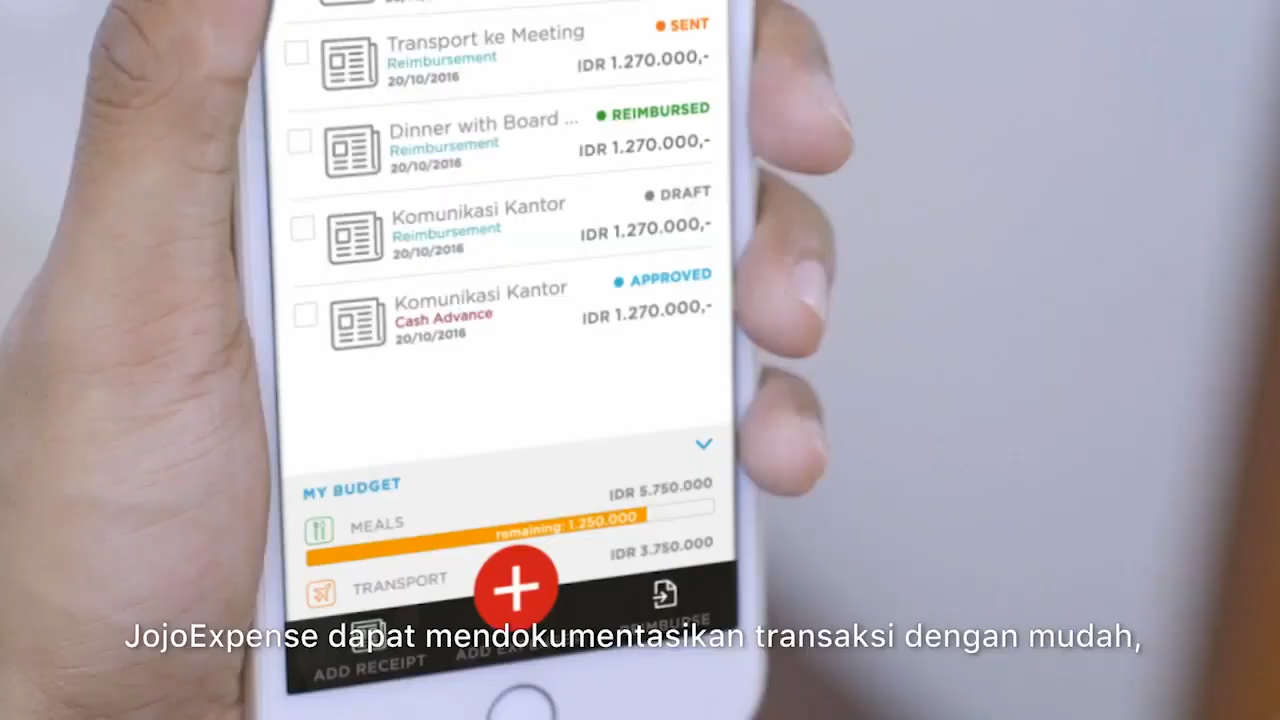 Transport ke Meeting
SENT
Reimbursement
IDR 1.270.000,-
20/10/2016
Dinner with Board ...
REIMBURSED
Reimbursement
IDR 1.270.000,-
20/10/2016
Komunikasi Kantor
DRAFT
Reimbursement
IDR 1.270.000,-
20/10/2016
Komunikasi Kantor
APPROVED
Cash Advance
IDR 1.270.000,-
20/10/2016
MY BUDGET
IDR 5.750.000
MEALS
remaining: 1.250.000
IDR 3.750.000
TRANSPORT
JojoExpense dapat mendokumentasikan transaksi dengan mudah,
ADD RECEIPT
ADD